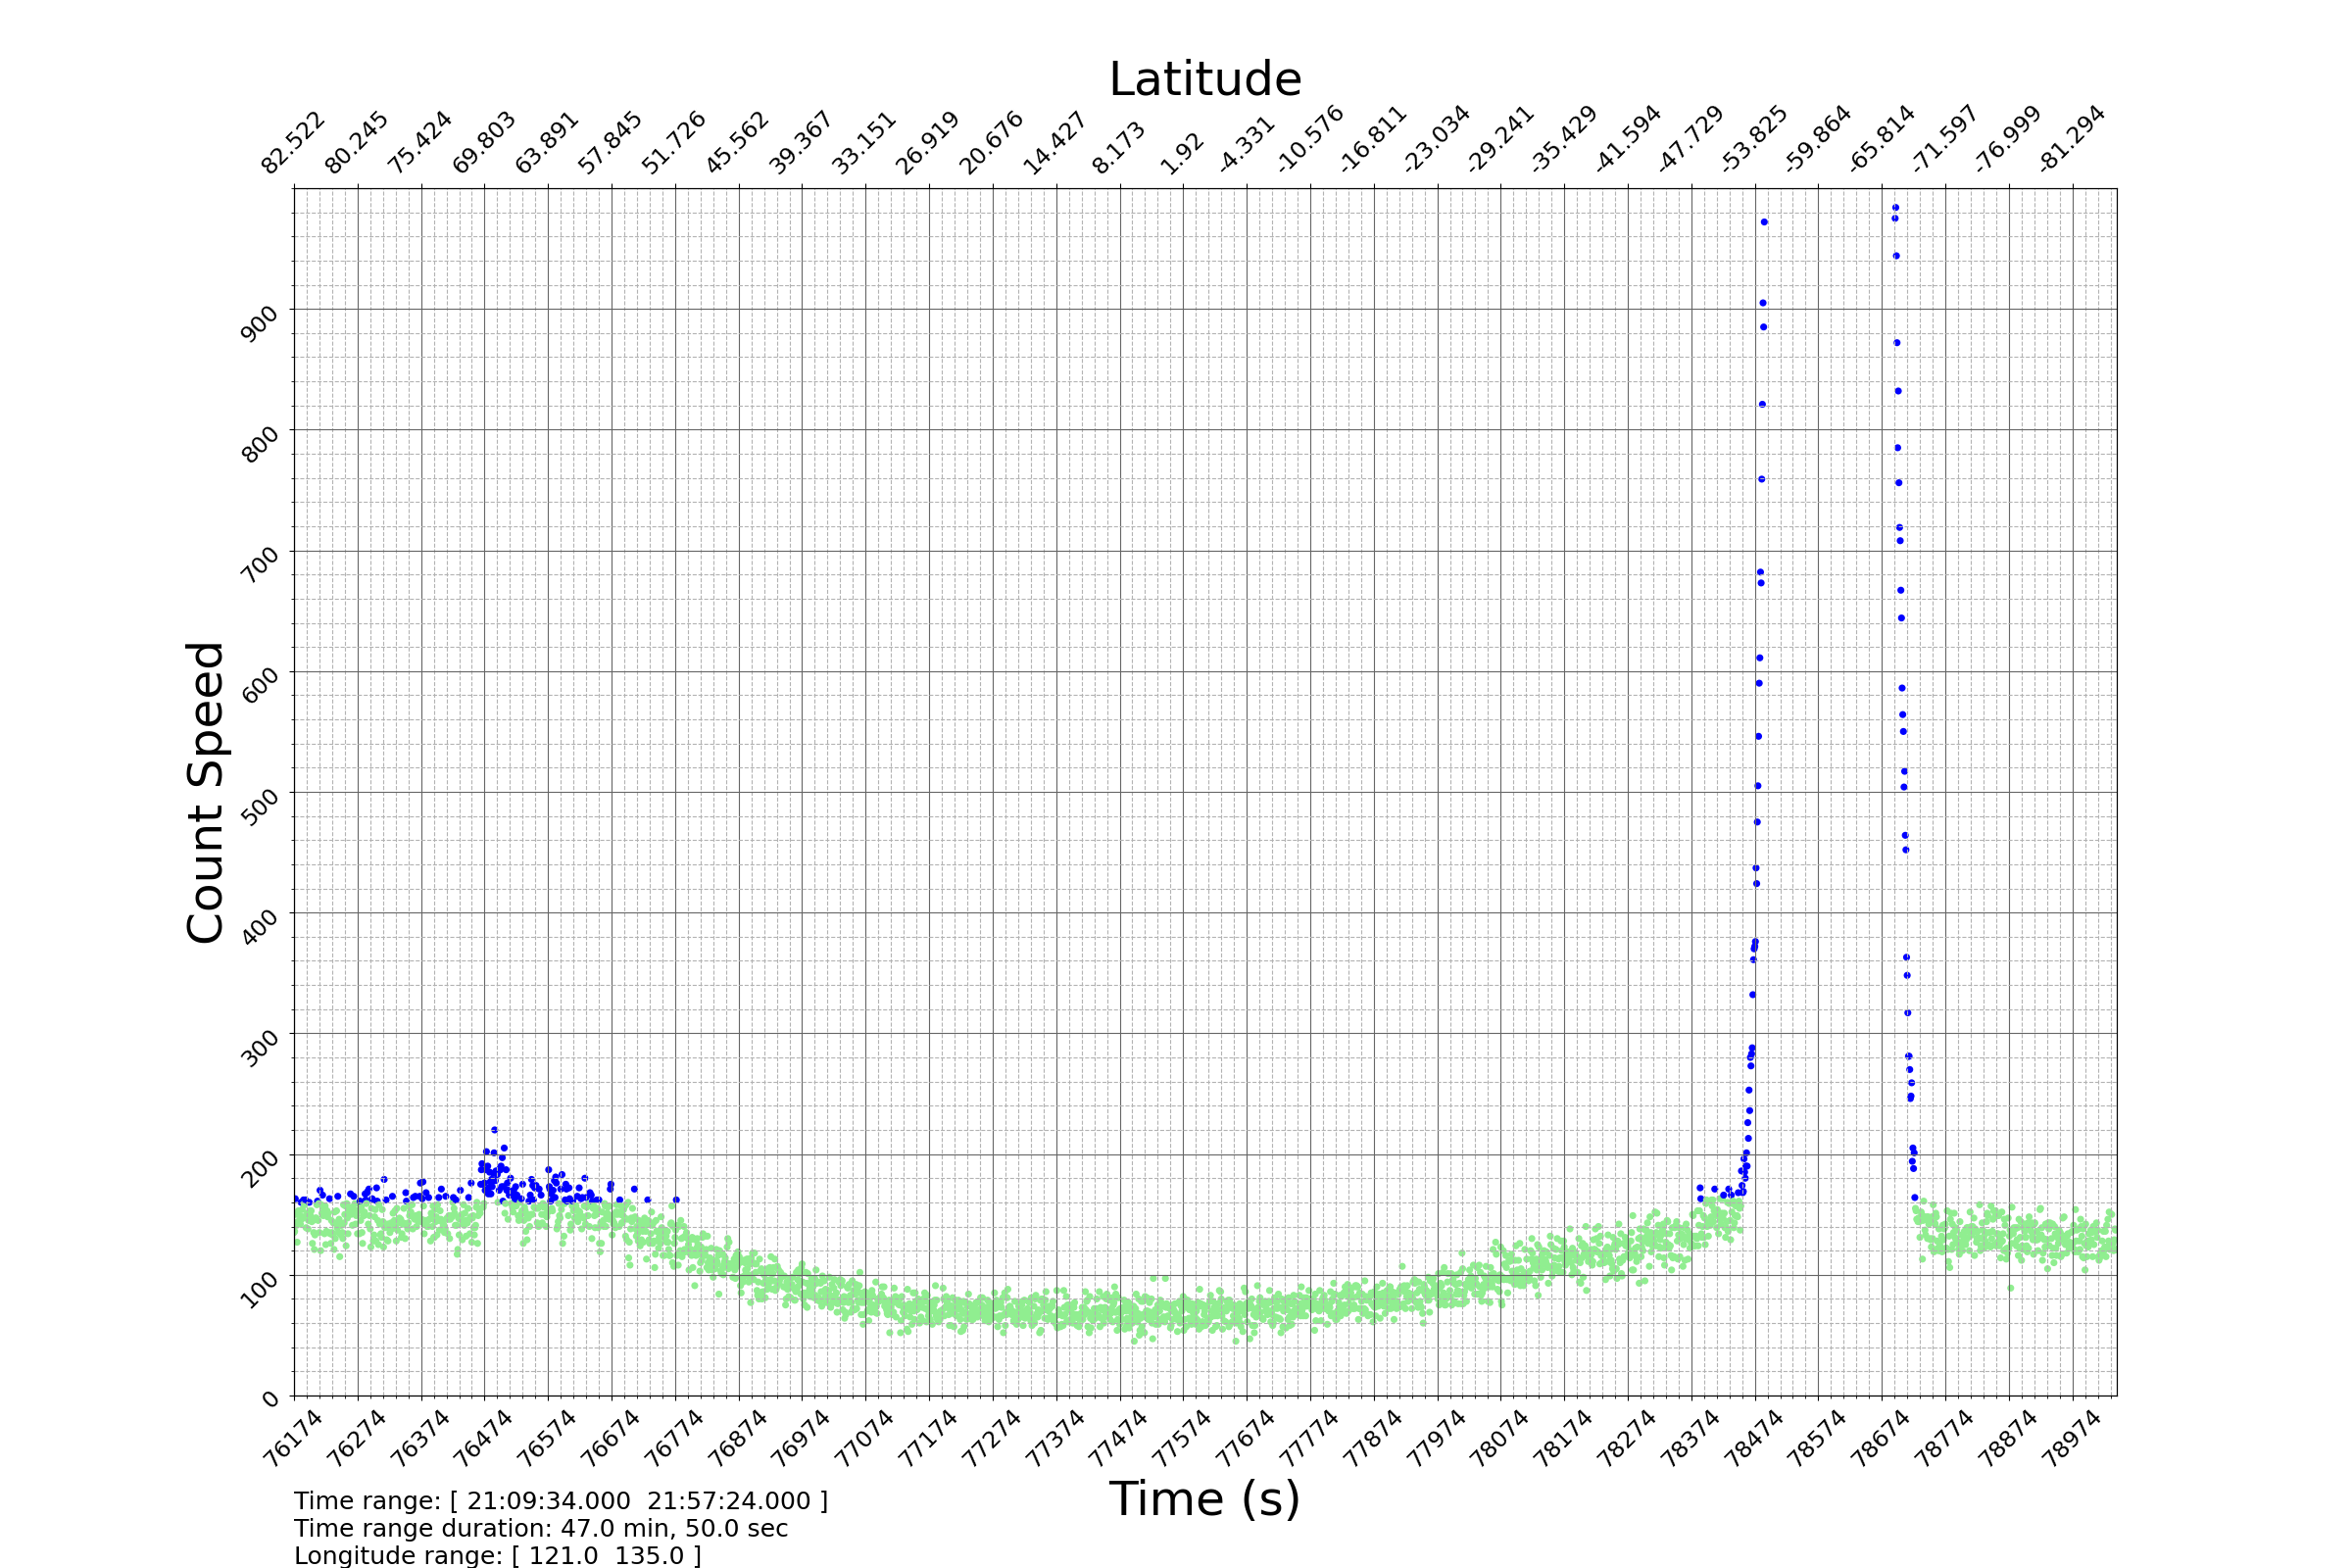 Latitude
82.522 80.245 75.424 69.803 63.891 57.845 51.726 45.562 39.367 33.151 26.919 20.676 14.427 8.173 1.92 -4.331 -10.576 -16.811 -23.034 -29.241 -35.429 -41.594 -47.729 -53.825 -59.864 -65.814 -71.597 -76.999 -81.294
900
800
700
600
500
400
300
200
100
0
Count Speed
76174 76274 76374 76474 76574 76674 76774 76874 76974 77074 77174 77274 77374 77474 77574 77674 77774 77874 77974 78074 78174 78274 78374 78474 78574 78674 78774 78874 78974
Time (s)
Time range: [ 21:09:34.000  21:57:24.000 ]
Time range duration: 47.0 min, 50.0 sec
Longitude range: [ 121.0  135.0 ]